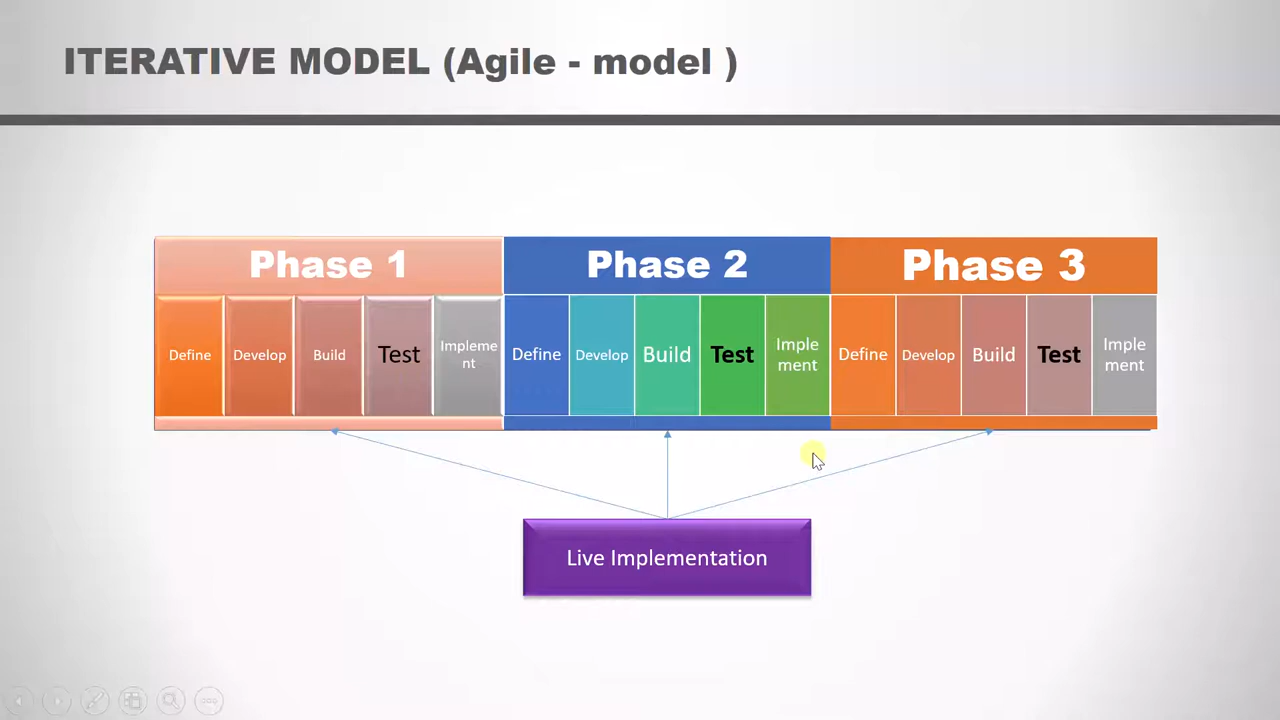 ITERATIVE MODEL (Agile - model )
Phase 1
Phase 2
Phase 3
Define
Develop
Build
Test
Impleme
nt
Define
Develop
Build
Test
Imple
ment
Define
Develop
Build
Test
Imple
ment
Live Implementation